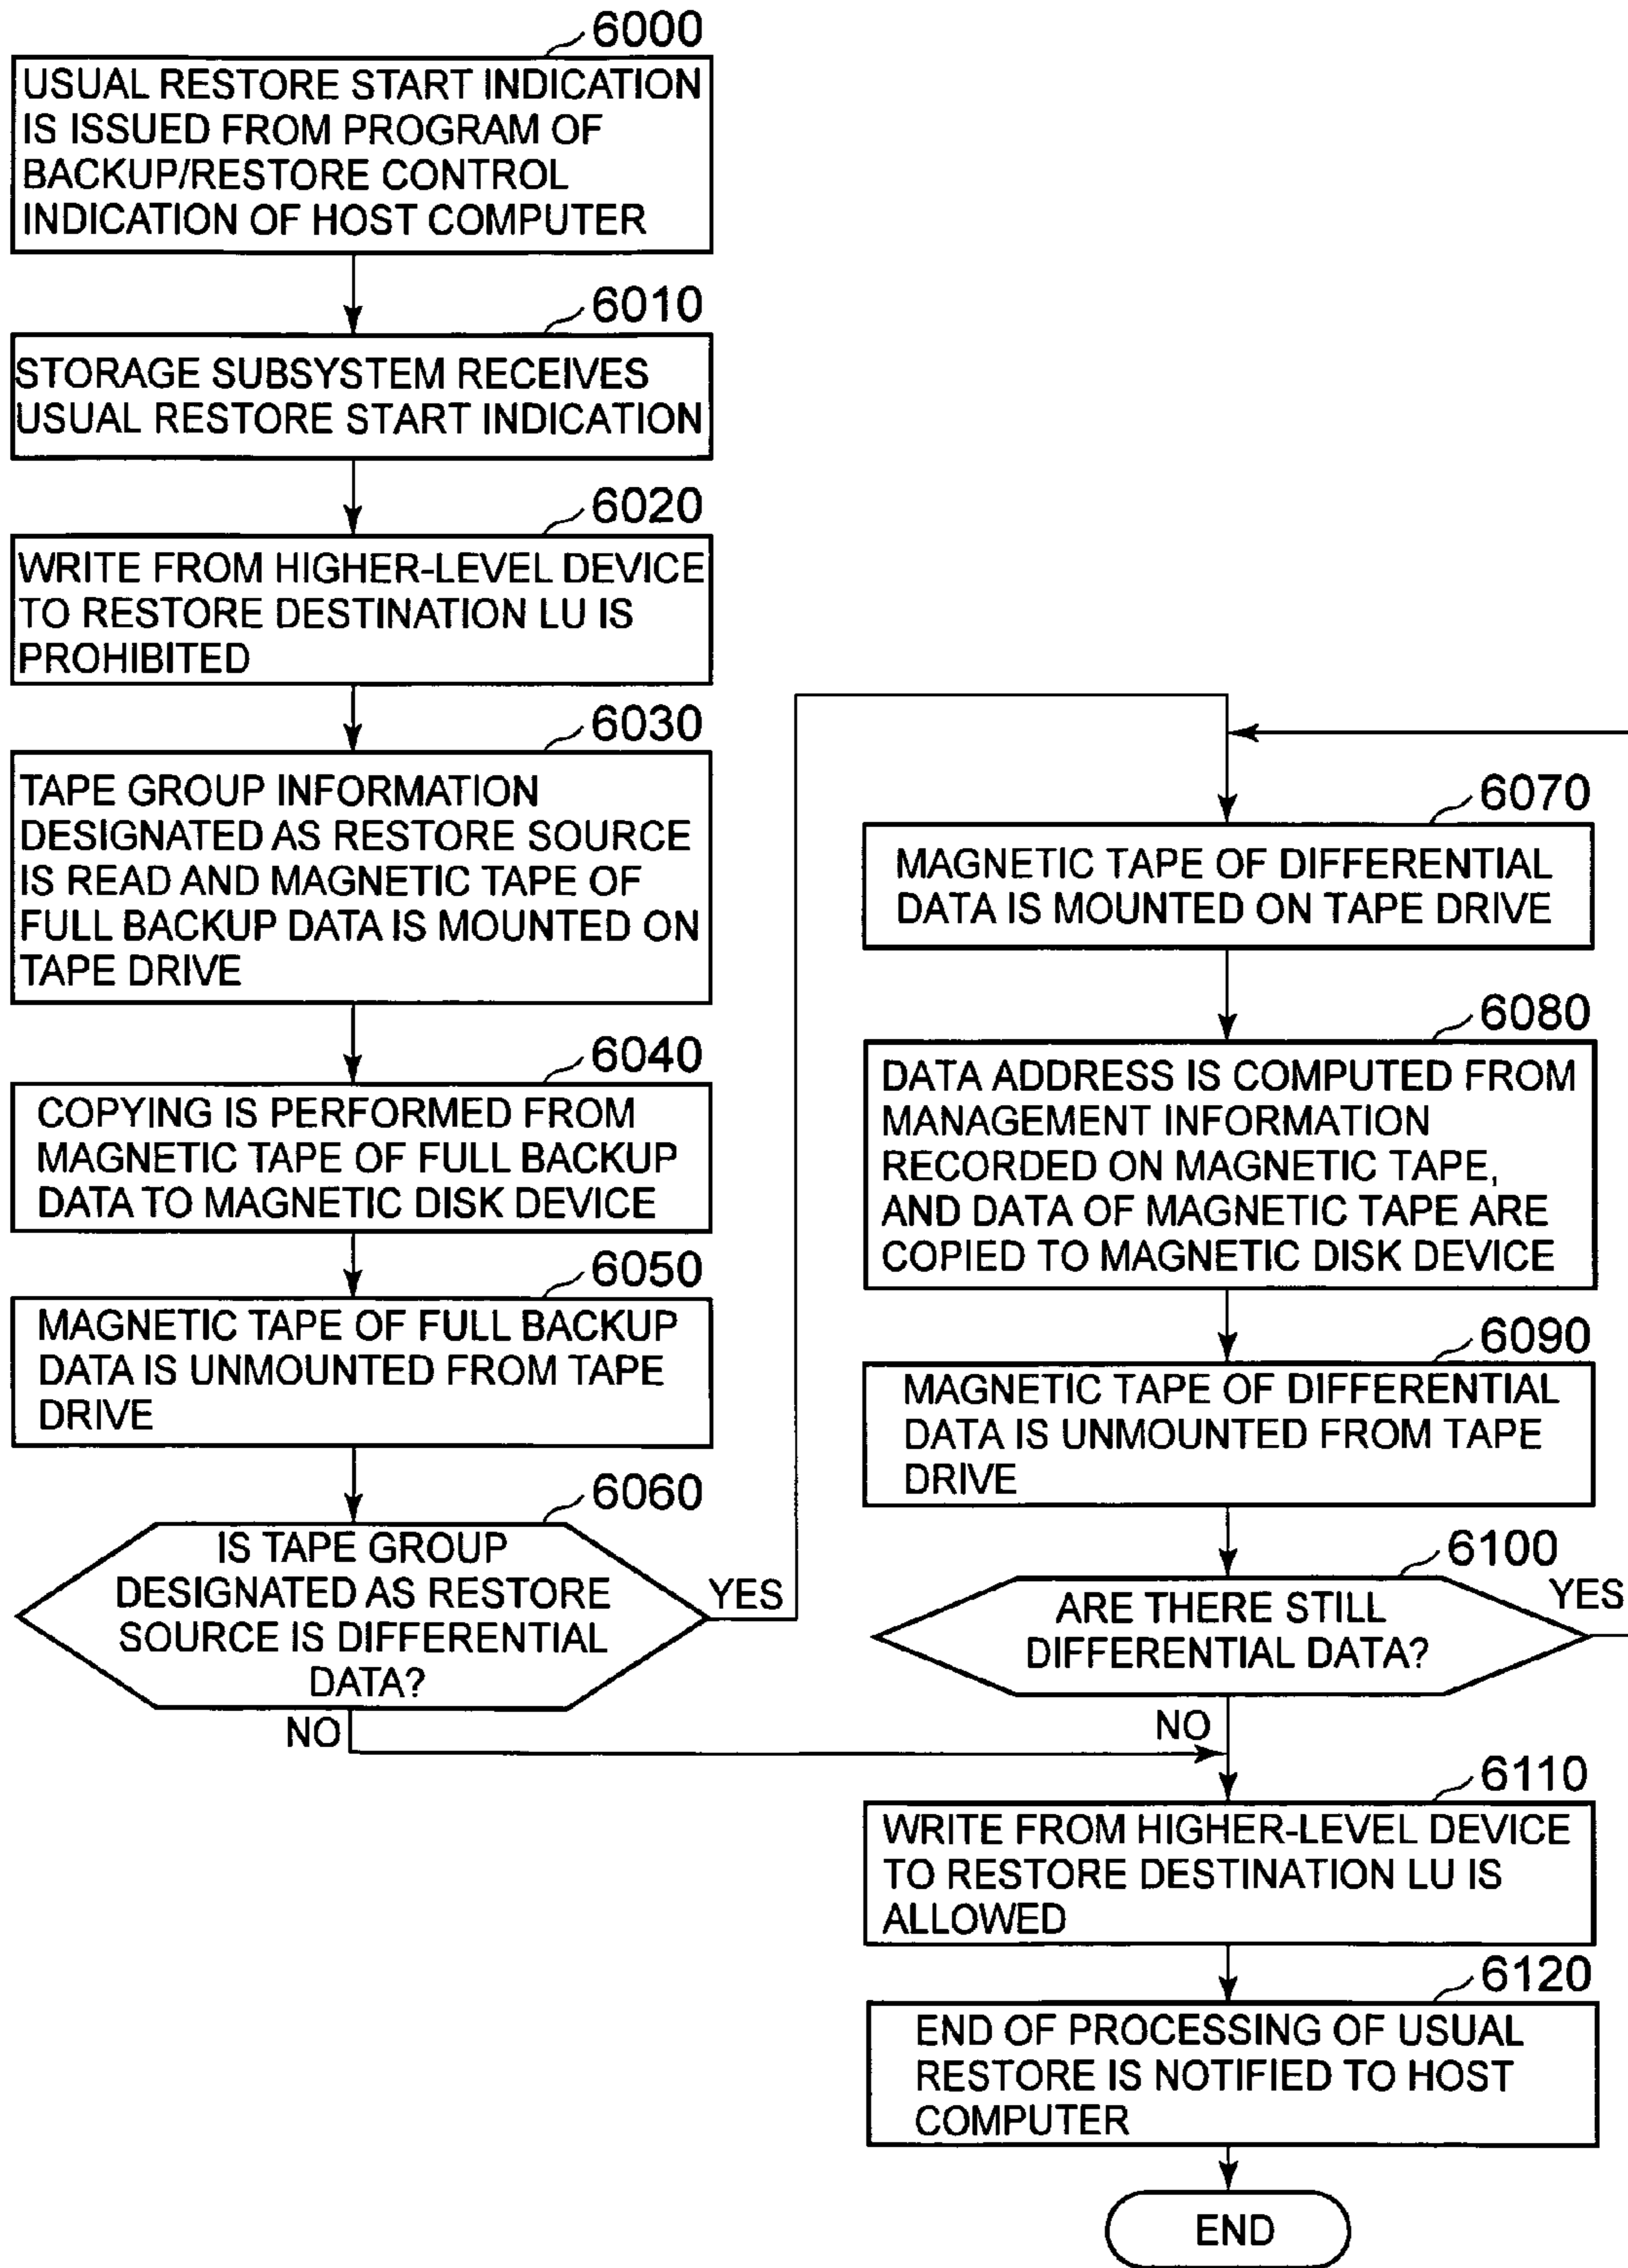 6000
USUAL RESTORE START INDICATION
IS ISSUED FROM PROGRAM OF
BACKUP/RESTORE CONTROL
INDICATION OF HOST COMPUTER
6010
STORAGE SUBSYSTEM RECEIVES
USUAL RESTORE START INDICATION
6020
WRITE FROM HIGHER-LEVEL DEVICE
TO RESTORE DESTINATION LU IS
PROHIBITED
6030
TAPE GROUP INFORMATION
DESIGNATED AS RESTORE SOURCE
IS READ AND MAGNETIC TAPE OF
FULL BACKUP DATA IS MOUNTED ON
TAPE DRIVE
6040
COPYING IS PERFORMED FROM
MAGNETIC TAPE OF FULL BACKUP
DATA TO MAGNETIC DISK DEVICE
6050
MAGNETIC TAPE OF FULL BACKUP
DATA IS UNMOUNTED FROM TAPE
DRIVE
6060
IS TAPE GROUP
DESIGNATED AS RESTORE
SOURCE IS DIFFERENTIAL
DATA?
YES
NO
6070
MAGNETIC TAPE OF DIFFERENTIAL
DATA IS MOUNTED ON TAPE DRIVE
6080
DATA ADDRESS IS COMPUTED FROM
MANAGEMENT INFORMATION
RECORDED ON MAGNETIC TAPE,
AND DATA OF MAGNETIC TAPE ARE
COPIED TO MAGNETIC DISK DEVICE
6090
MAGNETIC TAPE OF DIFFERENTIAL
DATA IS UNMOUNTED FROM TAPE
DRIVE
6100
ARE THERE STILL
DIFFERENTIAL DATA?
YES
NO
6110
WRITE FROM HIGHER-LEVEL DEVICE
TO RESTORE DESTINATION LU IS
ALLOWED
6120
END OF PROCESSING OF USUAL
RESTORE IS NOTIFIED TO HOST
COMPUTER
END